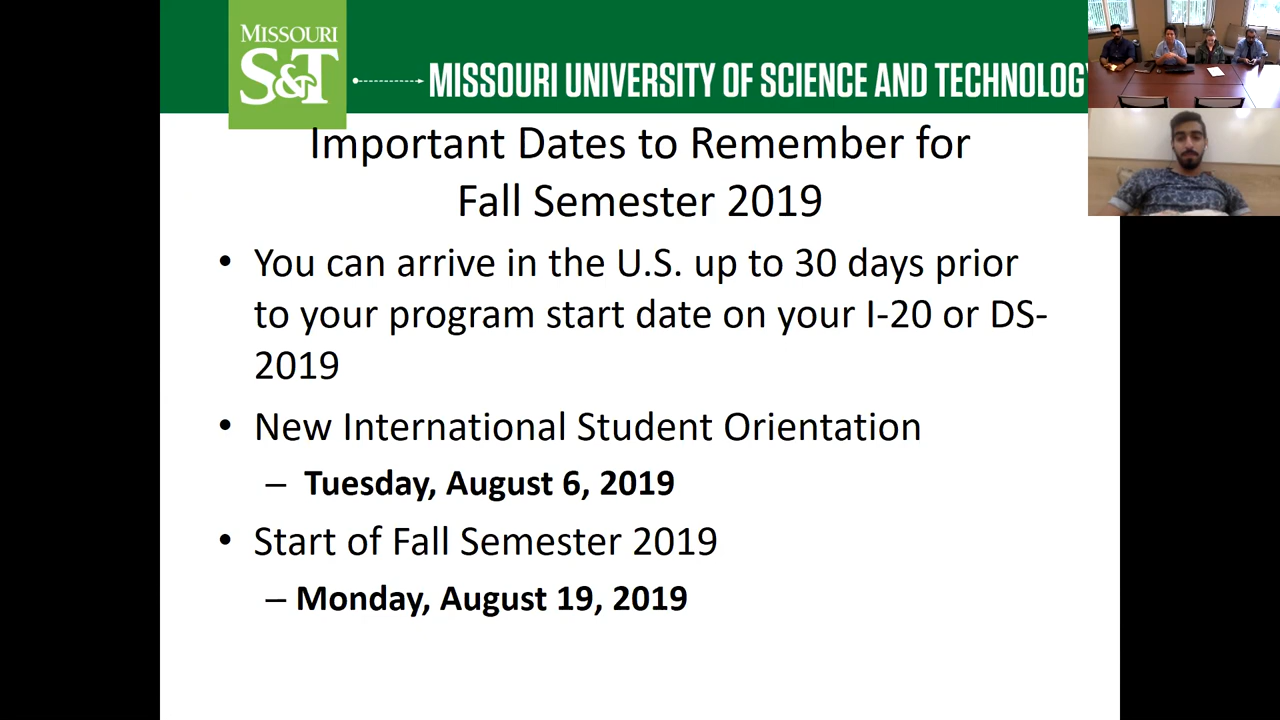 MISSOURI
S&T
MISSOURI UNIVERSITY OF SCIENCE AND TECHNOLOGY
Important Dates to Remember for
Fall Semester 2019
• You can arrive in the U.S. up to 30 days prior
to your program start date on your I-20 or DS-
2019
• New International Student Orientation
– Tuesday, August 6, 2019
• Start of Fall Semester 2019
– Monday, August 19, 2019